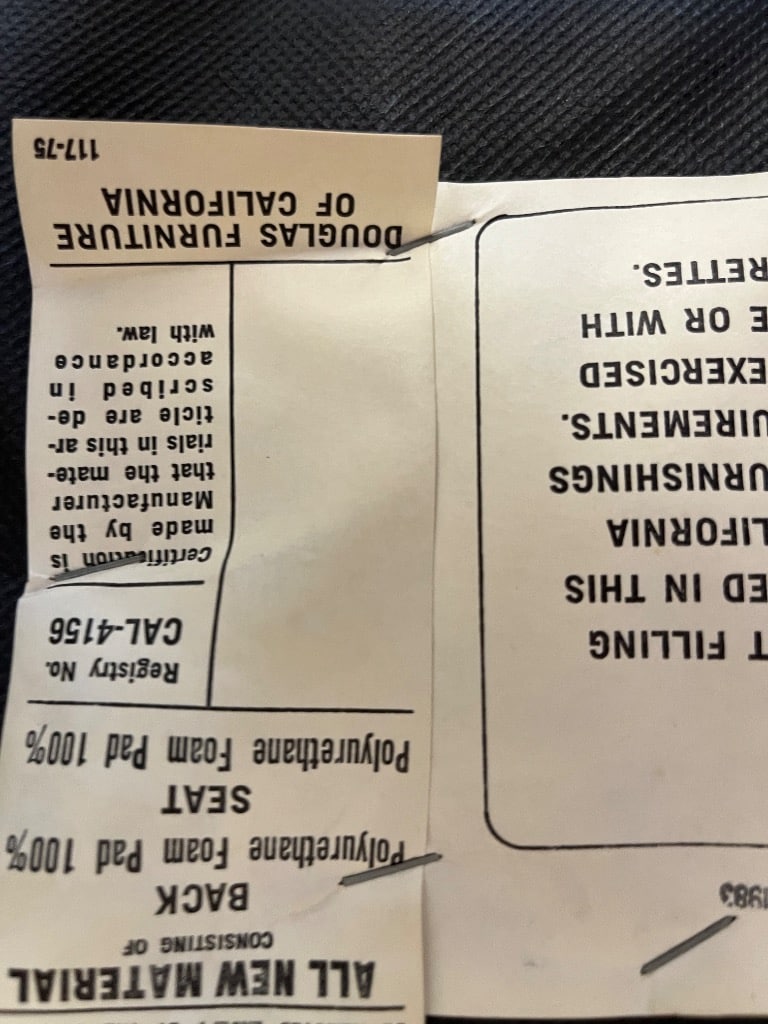 ALL NEW MATERIAL
CONSISTING OF
BACK
Polyurethane Foam Pad 100%
SEAT
Polyurethane Foam Pad 100%
Registry No.
CAL-4156
Certification is
made by the
Manufacturer
that the mate-
rials in this ar-
ticle are de-
scribed in
accordance
with law.
DOUGLAS FURNITURE
OF CALIFORNIA
117-75
1983
T FILLING
ED IN THIS
LIFORNIA
URNISHINGS
UIREMENTS.
EXERCISED
E OR WITH
RETTES.